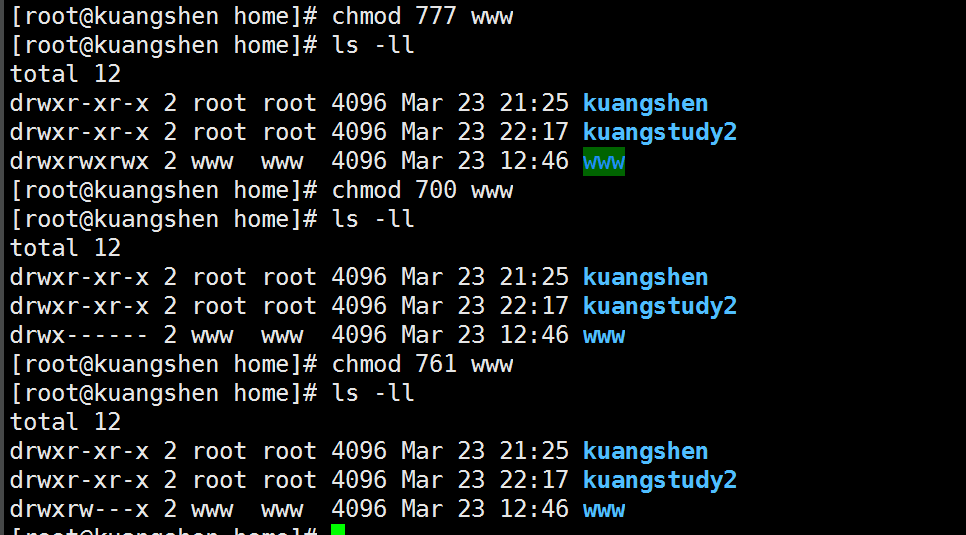 [root@kuangshen home]# chmod 777 www
[root@kuangshen home]# ls -ll
total 12
drwxr-xr-x 2 root root 4096 Mar 23 21:25 kuangshen
drwxr-xr-x 2 root root 4096 Mar 23 22:17 kuangstudy2
drwxrwxrwx 2 www  www  4096 Mar 23 12:46 www
[root@kuangshen home]# chmod 700 www
[root@kuangshen home]# ls -ll
total 12
drwxr-xr-x 2 root root 4096 Mar 23 21:25 kuangshen
drwxr-xr-x 2 root root 4096 Mar 23 22:17 kuangstudy2
drwx------ 2 www  www  4096 Mar 23 12:46 www
[root@kuangshen home]# chmod 761 www
[root@kuangshen home]# ls -ll
total 12
drwxr-xr-x 2 root root 4096 Mar 23 21:25 kuangshen
drwxr-xr-x 2 root root 4096 Mar 23 22:17 kuangstudy2
drwxrw---x 2 www  www  4096 Mar 23 12:46 www
[root@kuangshen home]#